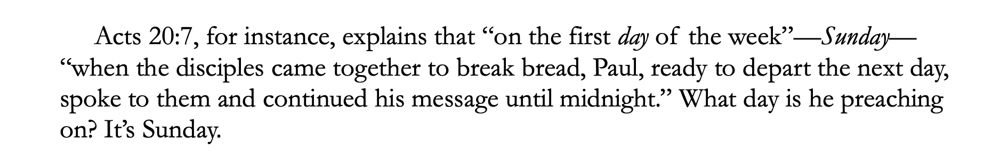 Acts 20:7, for instance, explains that “on the first day of the week”—Sunday—
“when the disciples came together to break bread, Paul, ready to depart the next day,
spoke to them and continued his message until midnight.” What day is he preaching
on? It’s Sunday.